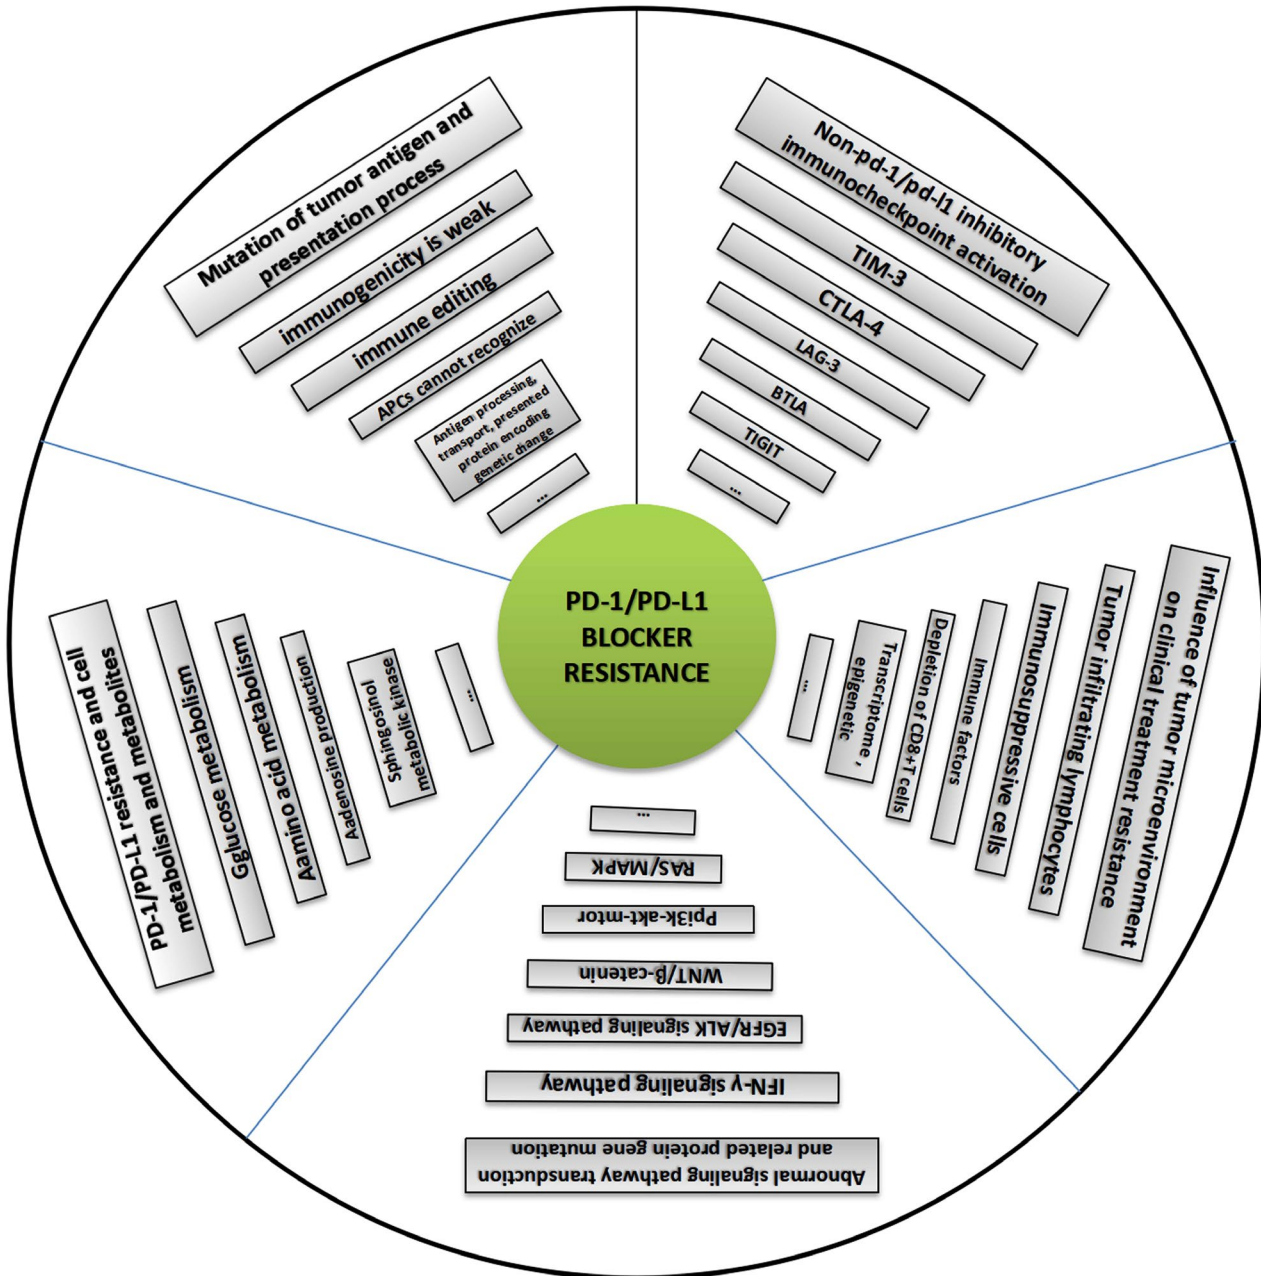 PD-1/PD-L1
BLOCKER
RESISTANCE
Non-pd-1/pd-l1 inhibitory
immunocheckpoint activation
TIM-3
CTLA-4
LAG-3
BTLA
TIGIT
...
Influence of tumor microenvironment
on clinical treatment resistance
Tumor infiltrating lymphocytes
Immunosuppressive cells
Immune factors
Depletion of CD8+T cells
Transcriptome ,
epigenetic
...
Abnormal signaling pathway transduction
and related protein gene mutation
IFN-γ signaling pathway
EGFR/ALK signaling pathway
WNT/β-catenin
Ppi3k-akt-mtor
RAS/MAPK
...
PD-1/PD-L1 resistance and cell
metabolism and metabolites
Gglucose metabolism
Aamino acid metabolism
Aadenosine production
Sphingosinol
metabolic kinase
...
Mutation of tumor antigen and
presentation process
immunogenicity is weak
immune editing
APCs cannot recognize
Antigen processing,
transport, presented
protein encoding
genetic diange
...